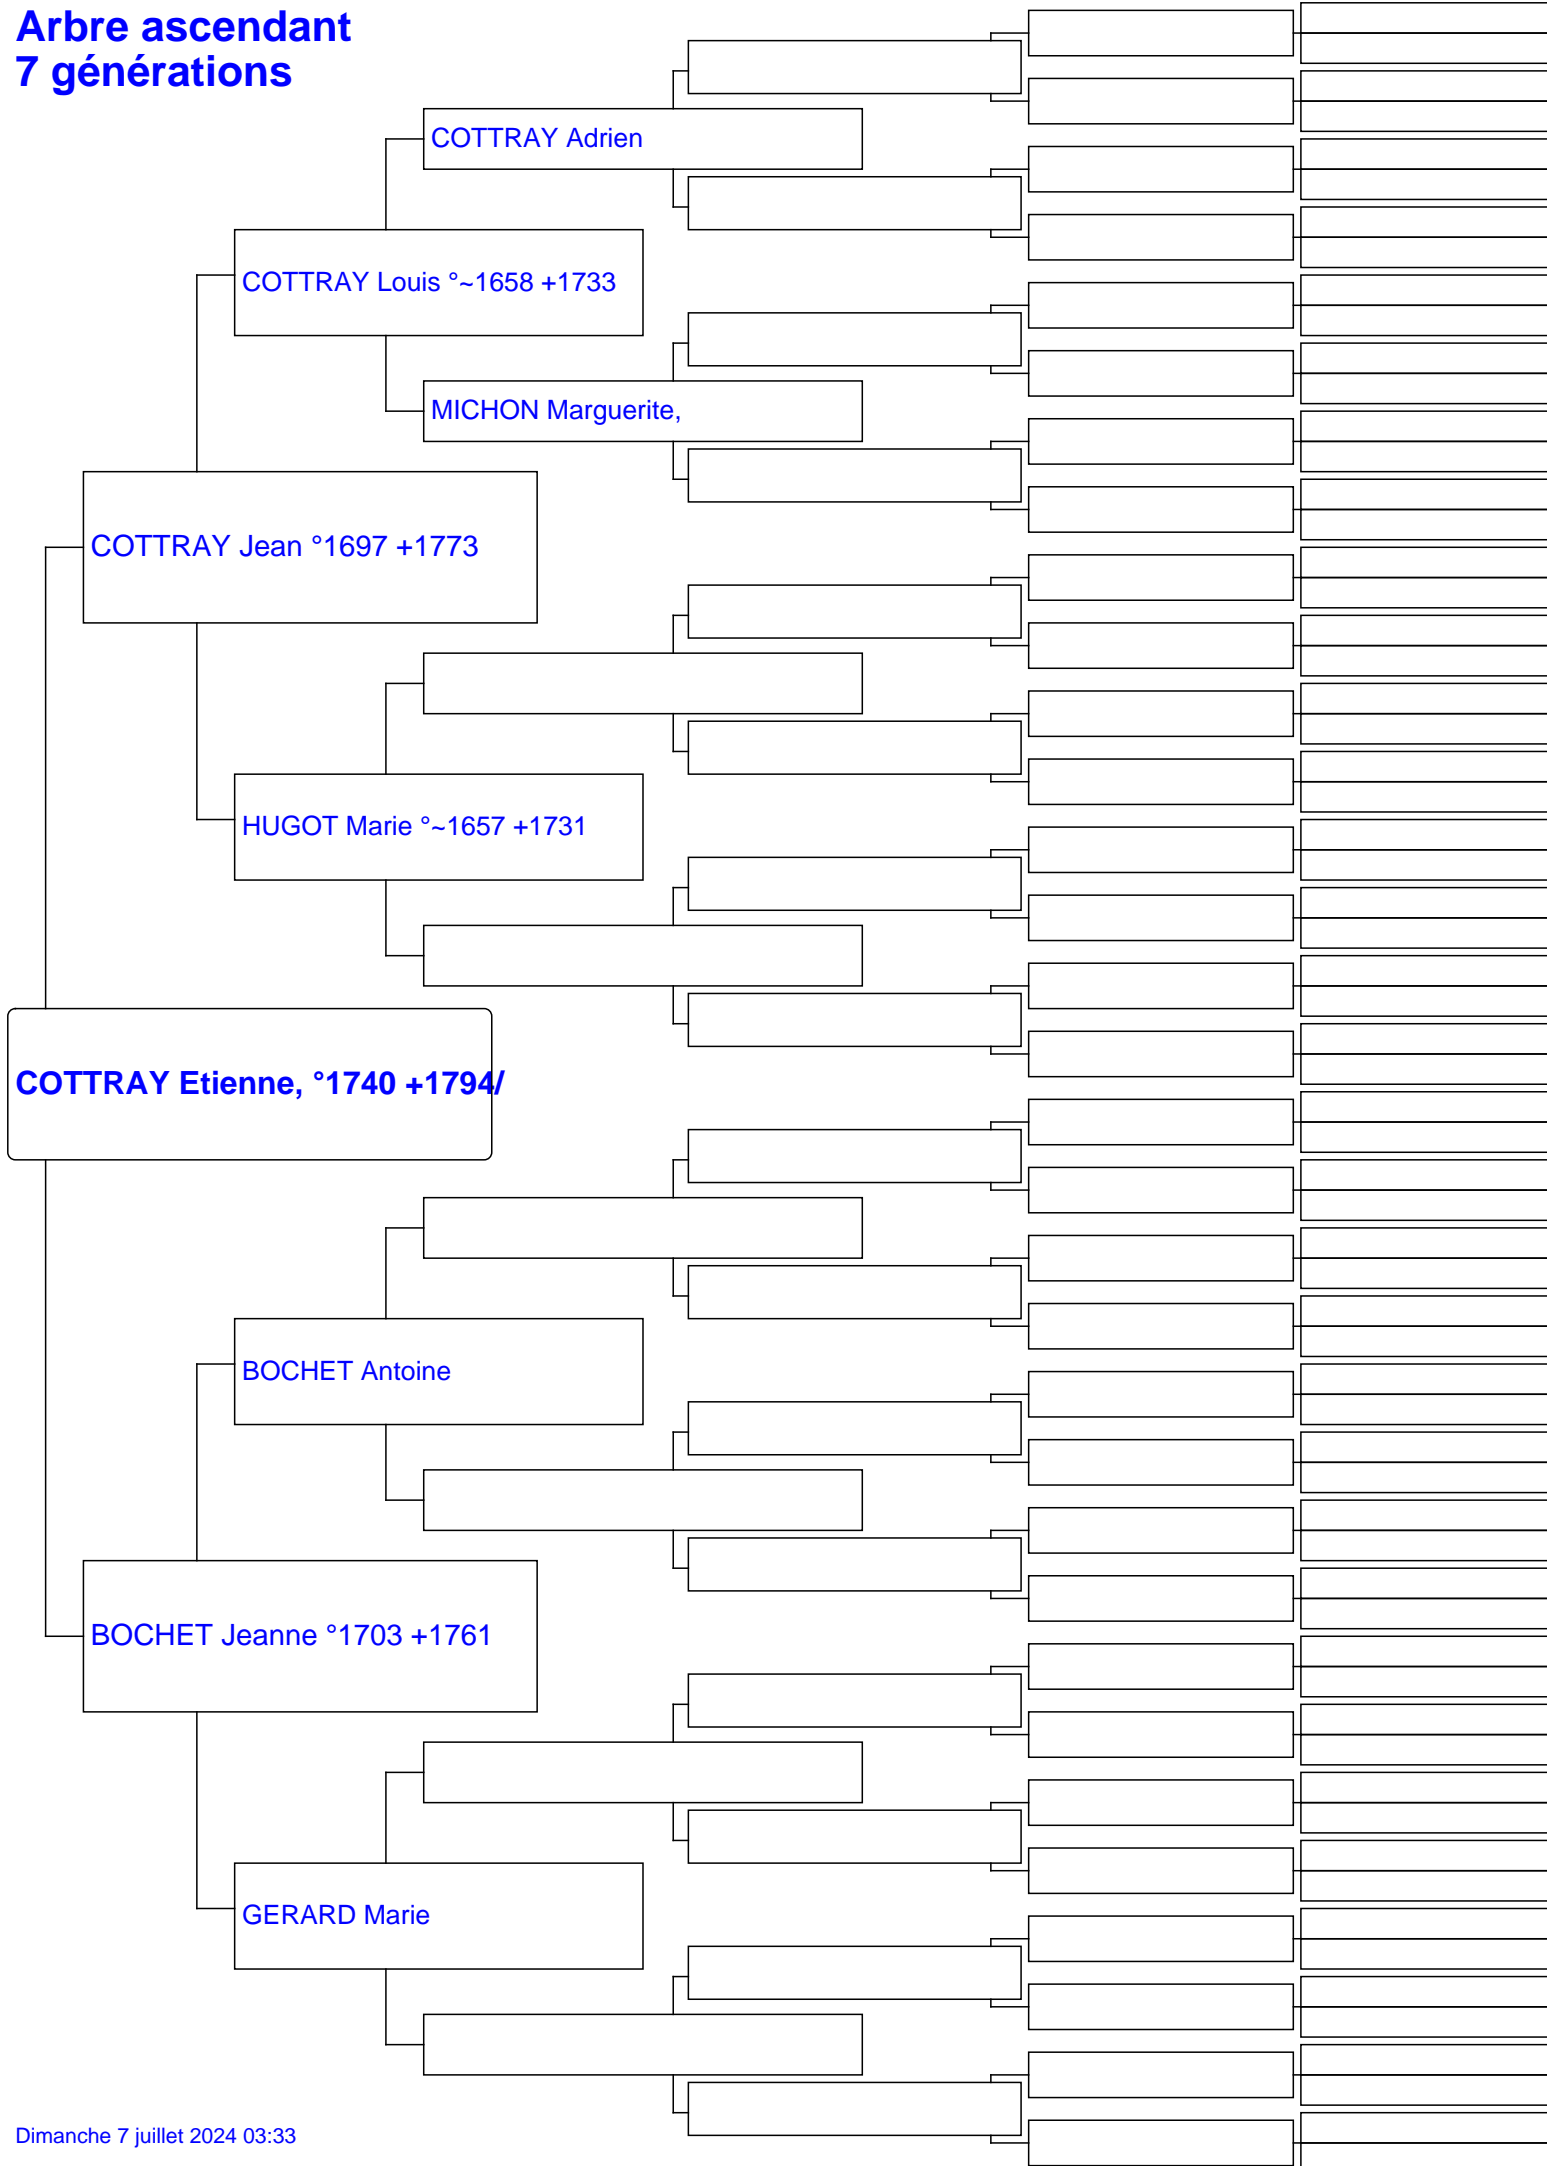 Arbre ascendant
7 générations
COTTRAY Adrien
COTTRAY Louis °~1658 +1733
MICHON Marguerite,
COTTRAY Jean °1697 +1773
HUGOT Marie °~1657 +1731
COTTRAY Etienne, °1740 +1794/
BOCHET Antoine
BOCHET Jeanne °1703 +1761
GERARD Marie
Dimanche 7 juillet 2024 03:33